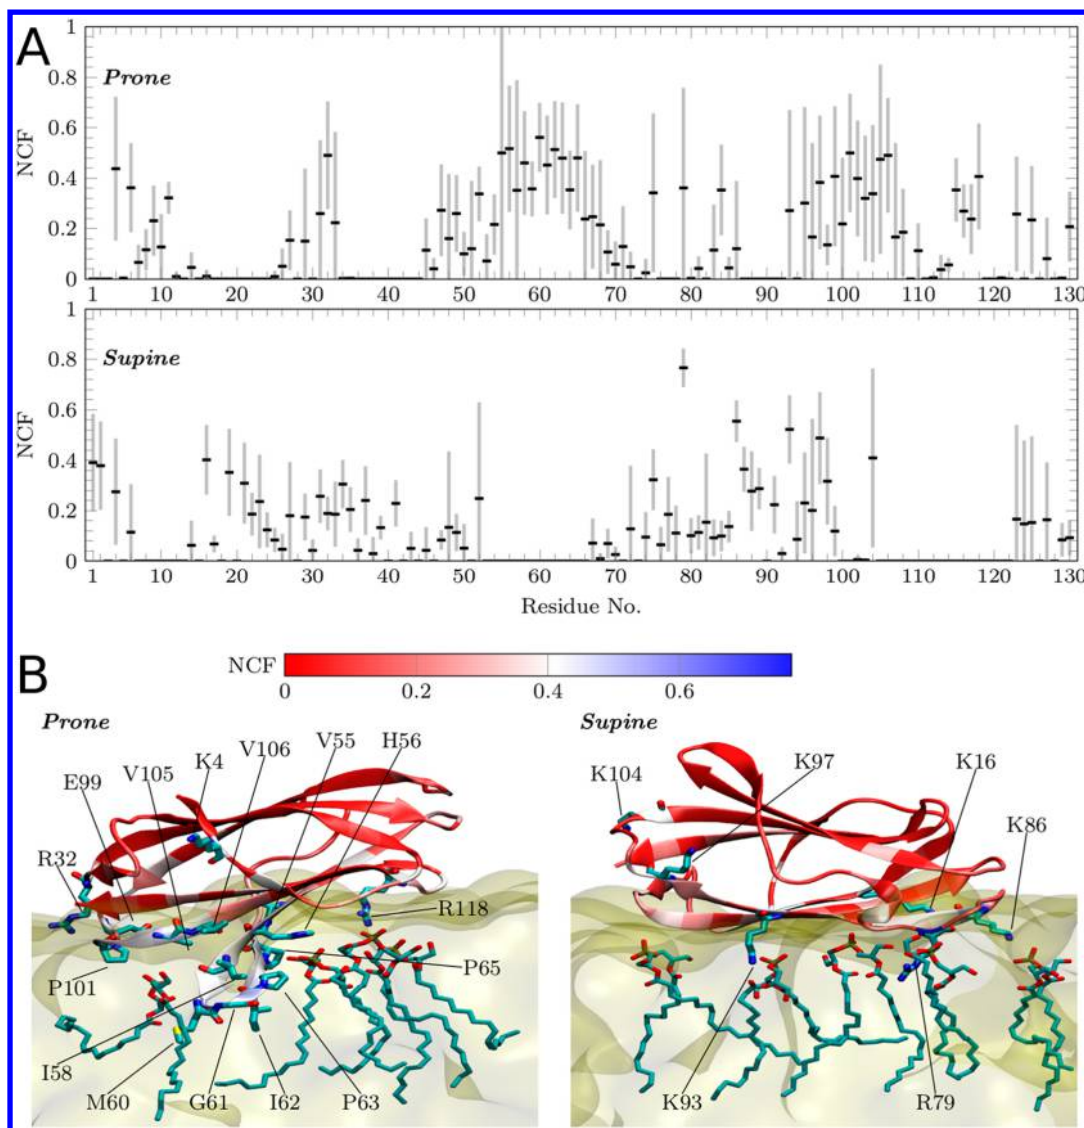 A
1
0.8
0.6
0.4
0.2
0
NCF
Prone
1 10 20 30 40 50 60 70 80 90 100 110 120 130
1
0.8
0.6
0.4
0.2
0
NCF
Supine
1 10 20 30 40 50 60 70 80 90 100 110 120 130
Residue No.
B
NCF
0 0.2 0.4 0.6
Prone
V106 V55 H56
V105 K4
E99
R32
R118
P65
P101
I58
M60 G61 I62 P63
Supine
K104 K97 K16
K86
K93 R79